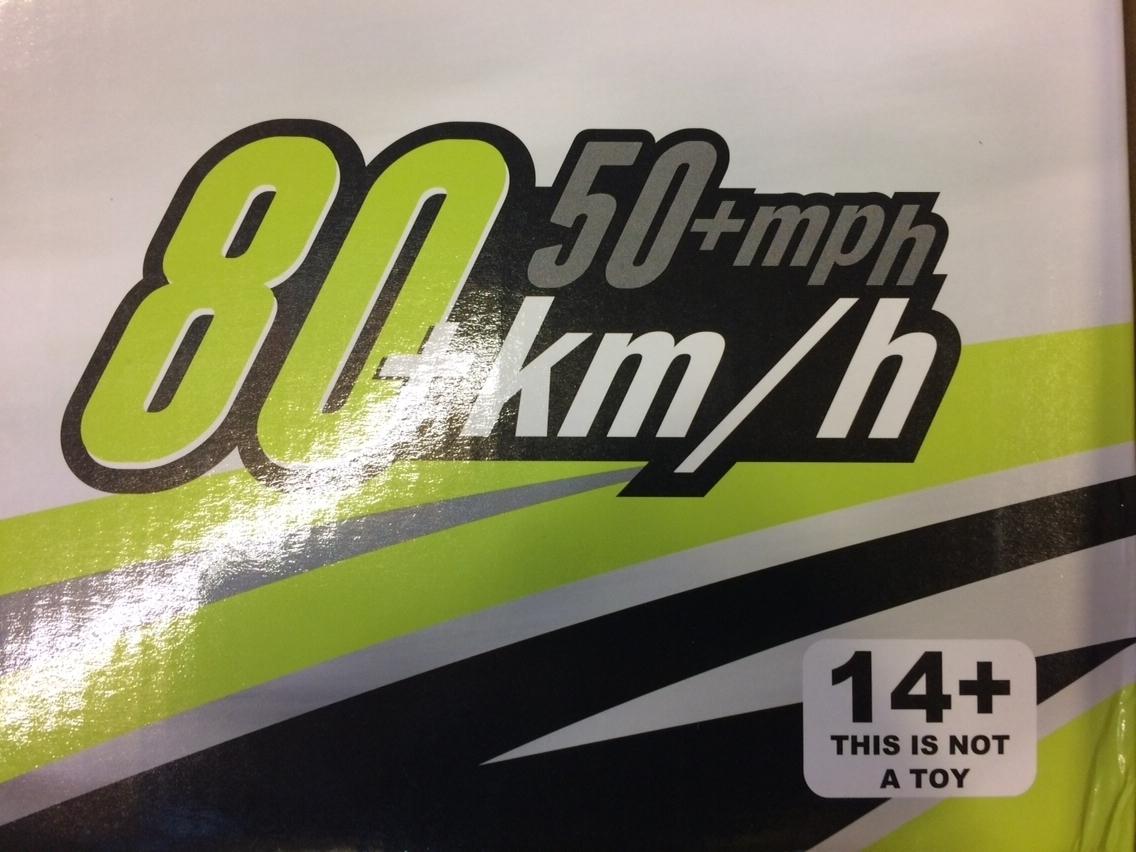 50+mph
80+km/h
14+
THIS IS NOT
A TOY